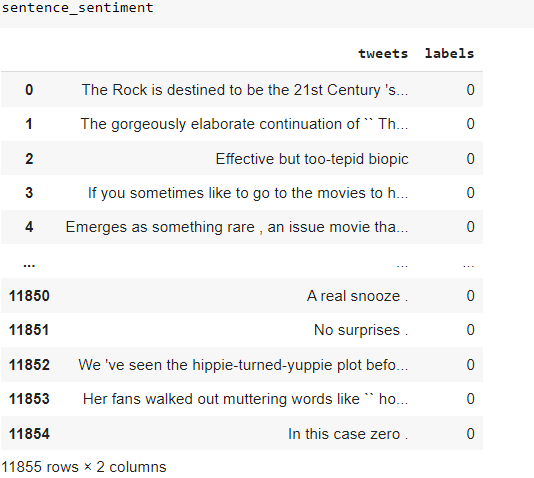 sentence_sentiment
tweets labels
0 The Rock is destined to be the 21st Century 's... 0
1 The gorgeously elaborate continuation of `` Th... 0
2 Effective but too-tepid biopic 0
3 If you sometimes like to go to the movies to h... 0
4 Emerges as something rare , an issue movie tha... 0
... ... ...
11850 A real snooze . 0
11851 No surprises . 0
11852 We 've seen the hippie-turned-yuppie plot befo... 0
11853 Her fans walked out muttering words like `` ho... 0
11854 In this case zero . 0
11855 rows × 2 columns